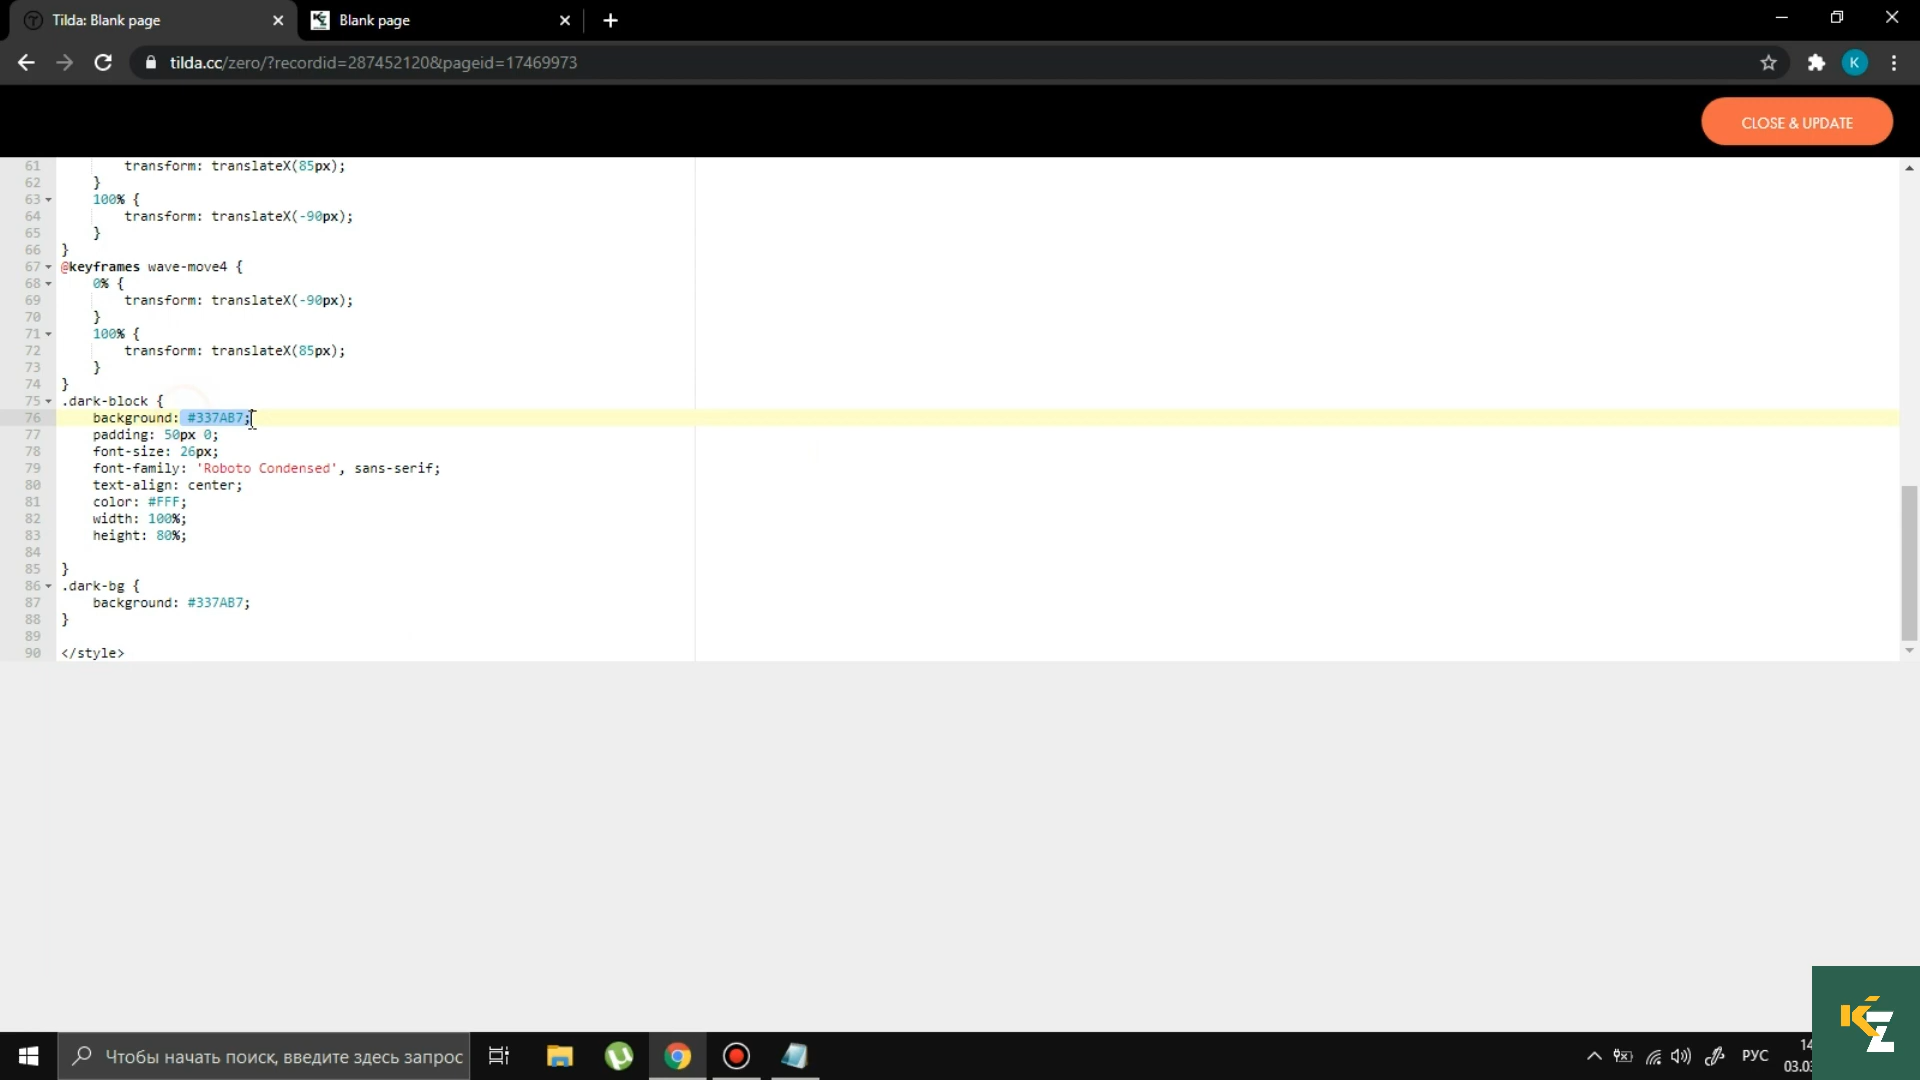 Tilda: Blank page
Blank page
tilda.cc/zero/?recordid=287452120&pageid=17469973
K
CLOSE & UPDATE
61 transform: translateX(85px);
62 }
63 100% {
64 transform: translateX(-90px);
65 }
66 }
67 @keyframes wave-move4 {
68 0% {
69 transform: translateX(-90px);
70 }
71 100% {
72 transform: translateX(85px);
73 }
74 }
75 .dark-block {
76 background: #337AB7;
77 padding: 50px 0;
78 font-size: 26px;
79 font-family: 'Roboto Condensed', sans-serif;
80 text-align: center;
81 color: #FFF;
82 width: 100%;
83 height: 80%;
84
85 }
86 .dark-bg {
87 background: #337AB7;
88 }
89
90 </style>
Чтобы начать поиск, введите здесь запрос
РУС
14
03.03
KZ